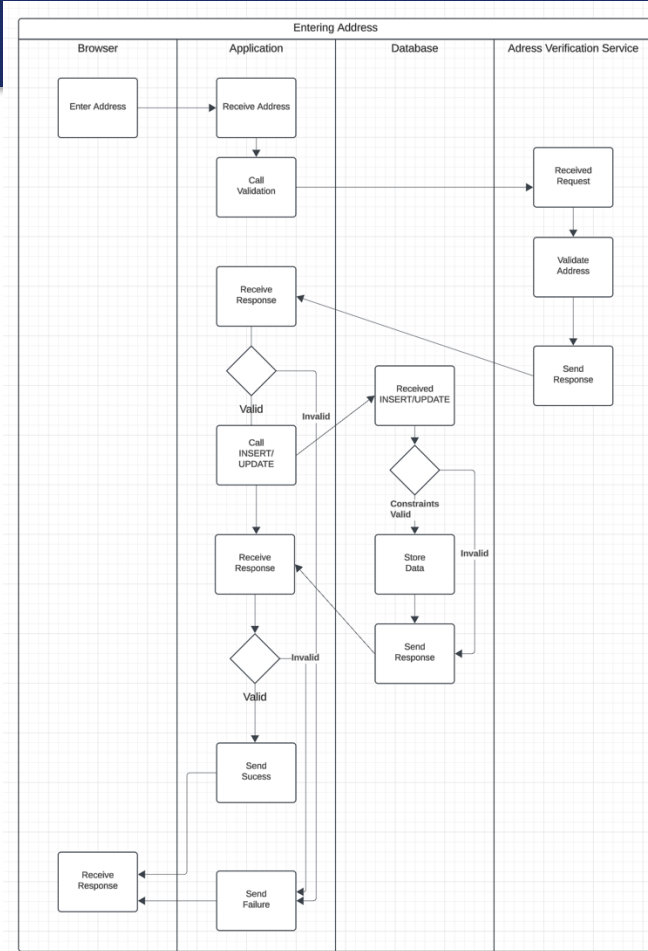 Entering Address
Browser
Application
Database
Adress Verification Service
Enter Address
Receive Address
Call
Validation
Received
Request
Validate
Address
Receive
Response
Send
Response
Valid
Invalid
Received
INSERT/UPDATE
Call
INSERT/
UPDATE
Constraints
Valid
Invalid
Receive
Response
Store
Data
Send
Response
Invalid
Valid
Send
Sucess
Receive
Response
Send
Failure